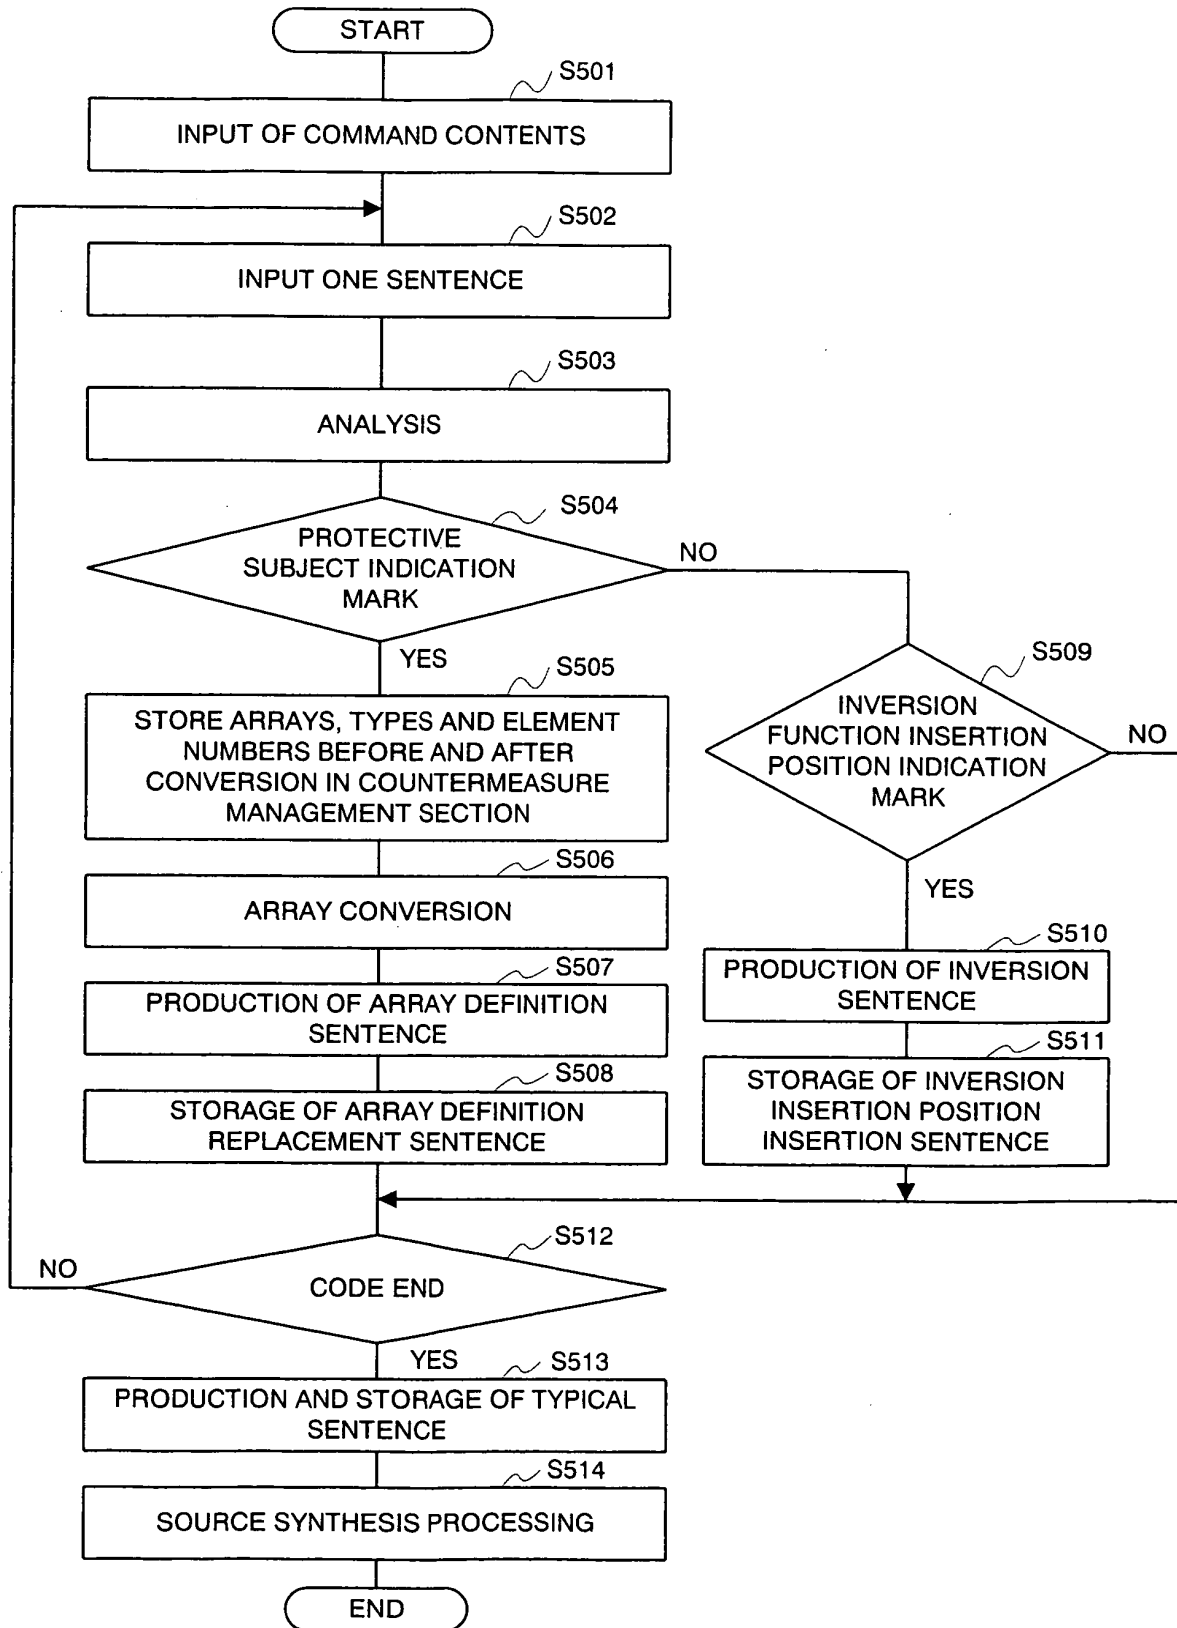 START
S501
INPUT OF COMMAND CONTENTS
S502
INPUT ONE SENTENCE
S503
ANALYSIS
S504
PROTECTIVE
SUBJECT INDICATION
MARK
NO
YES
S505
STORE ARRAYS, TYPES AND ELEMENT
NUMBERS BEFORE AND AFTER
CONVERSION IN COUNTERMEASURE
MANAGEMENT SECTION
S506
ARRAY CONVERSION
S507
PRODUCTION OF ARRAY DEFINITION
SENTENCE
S508
STORAGE OF ARRAY DEFINITION
REPLACEMENT SENTENCE
S509
INVERSION
FUNCTION INSERTION
POSITION INDICATION
MARK
NO
YES
S510
PRODUCTION OF INVERSION
SENTENCE
S511
STORAGE OF INVERSION
INSERTION POSITION
INSERTION SENTENCE
S512
NO
CODE END
YES
S513
PRODUCTION AND STORAGE OF TYPICAL
SENTENCE
S514
SOURCE SYNTHESIS PROCESSING
END